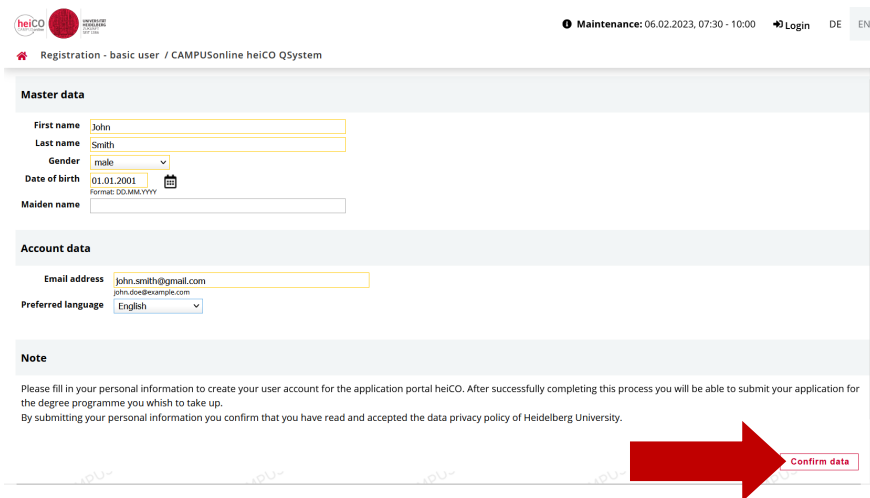 heiCO
UNIVERSITÄT
HEIDELBERG
ZUKUNFT
SEIT 1386
Maintenance: 06.02.2023, 07:30 - 10:00
Login
DE
EN
Registration - basic user / CAMPUSonline heiCO QSystem
Master data
First name John
Last name Smith
Gender male
Date of birth 01.01.2001
Format: DD.MM.YYYY
Maiden name
Account data
Email address john.smith@gmail.com
john.doe@example.com
Preferred language English
Note
Please fill in your personal information to create your user account for the application portal heiCO. After successfully completing this process you will be able to submit your application for
the degree programme you whish to take up.
By submitting your personal information you confirm that you have read and accepted the data privacy policy of Heidelberg University.
Confirm data